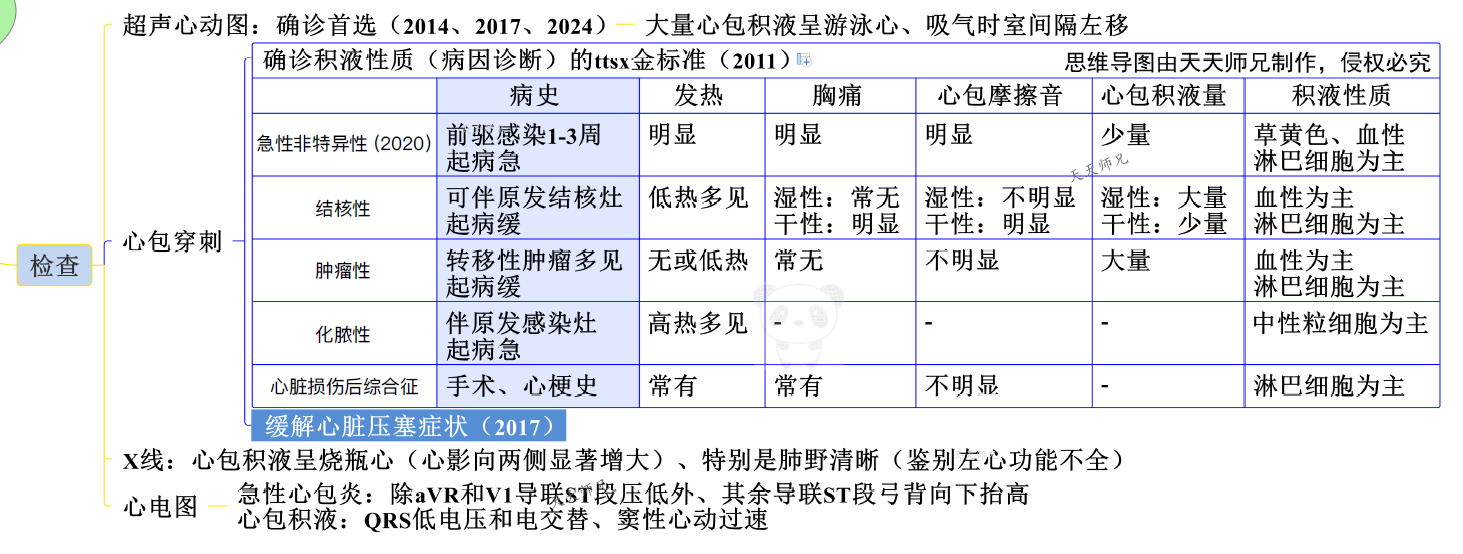 超声心动图：确诊首选（2014、2017、2024） 大量心包积液呈游泳心、吸气时室间隔左移
确诊积液性质（病因诊断）的ttsx金标准（2011） 思维导图由天天师兄制作，侵权必究
病史 发热 胸痛 心包摩擦音 心包积液量 积液性质
急性非特异性 (2020) 前驱感染1-3周 明显 明显 明显 少量 草黄色、血性
起病急 淋巴细胞为主
天天师兄
结核性 可伴原发结核灶 低热多见 湿性：常无 湿性：不明显 湿性：大量 血性为主
起病缓 干性：明显 干性：明显 干性：少量 淋巴细胞为主
心包穿刺
检查
肿瘤性 转移性肿瘤多见 无或低热 常无 不明显 大量 血性为主
起病缓 淋巴细胞为主
化脓性 伴原发感染灶 高热多见 - - - 中性粒细胞为主
起病急
心脏损伤后综合征 手术、心梗史 常有 常有 不明显 - 淋巴细胞为主
缓解心脏压塞症状（2017）
X线：心包积液呈烧瓶心（心影向两侧显著增大）、特别是肺野清晰（鉴别左心功能不全）
心电图 急性心包炎：除aVR和V1导联ST段压低外、其余导联ST段弓背向下抬高
天天师兄
心包积液：QRS低电压和电交替、窦性心动过速